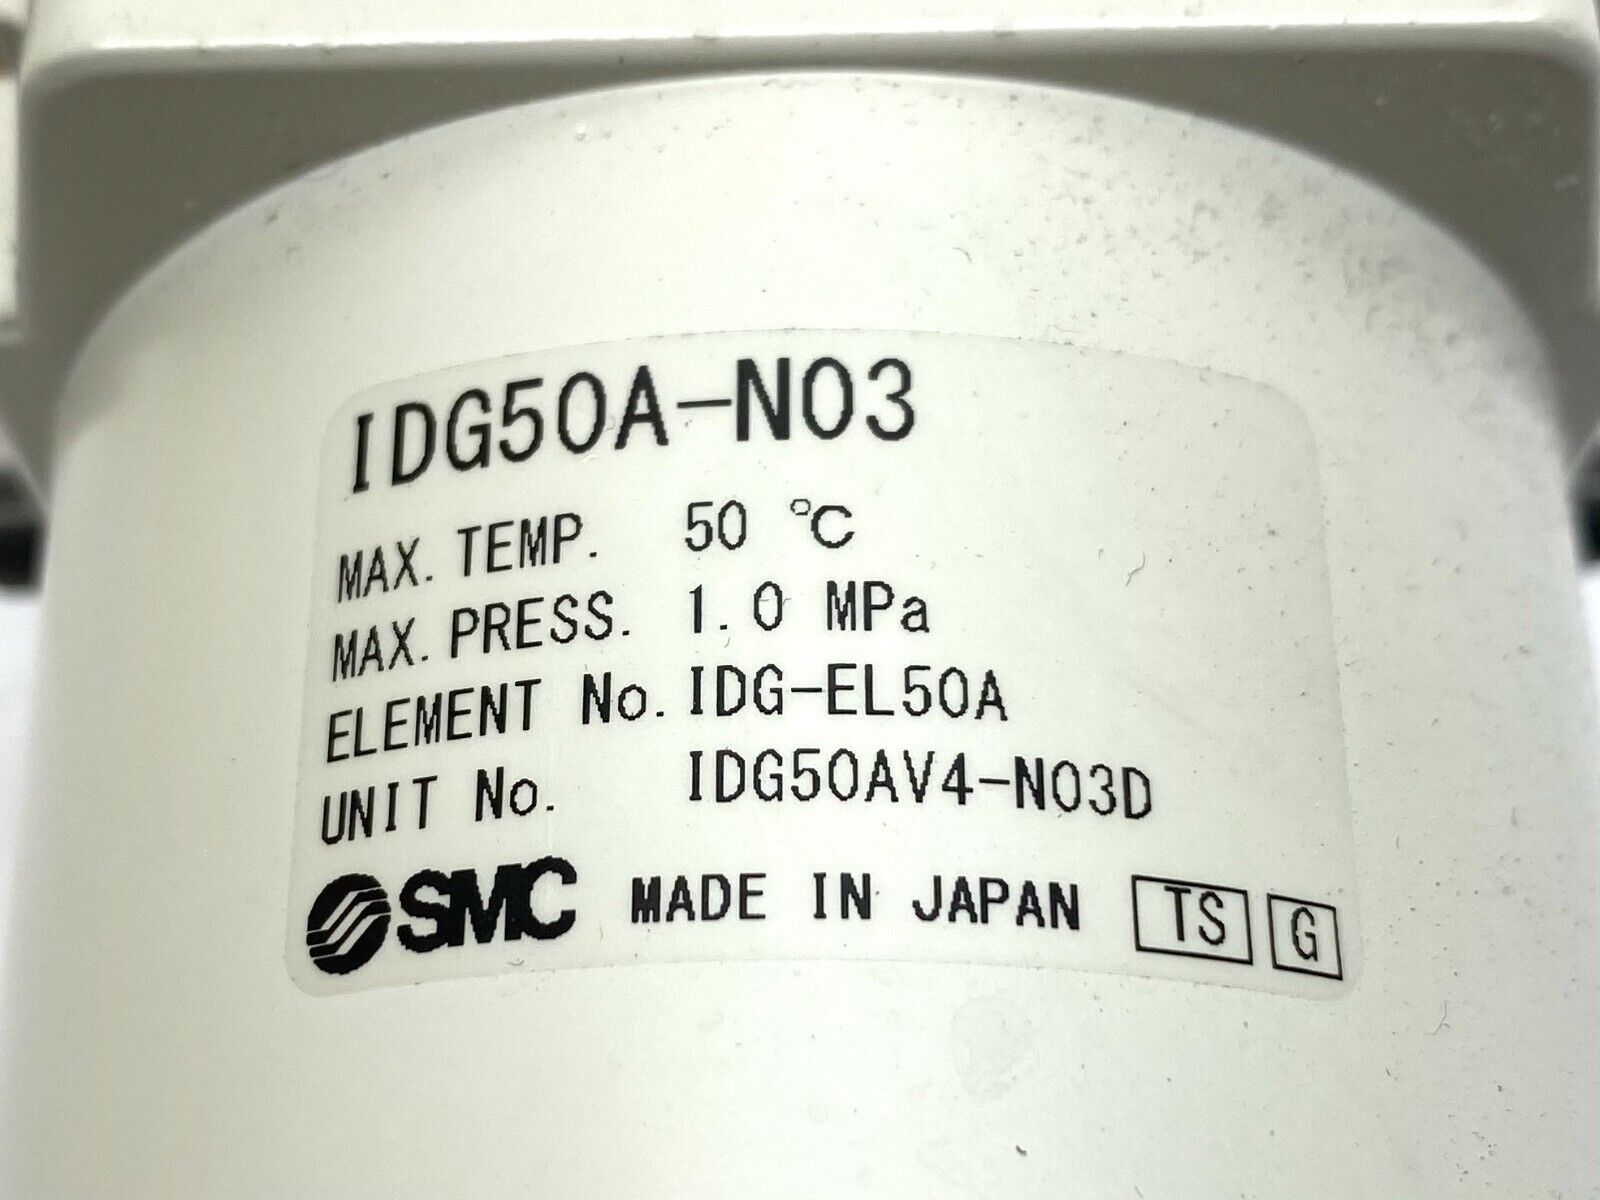 IDG50A-N03
MAX. TEMP. 50 ℃
MAX. PRESS. 1.0 MPa
ELEMENT No. IDG-EL50A
UNIT No. IDG50AV4-N03D
SMC MADE IN JAPAN TS G